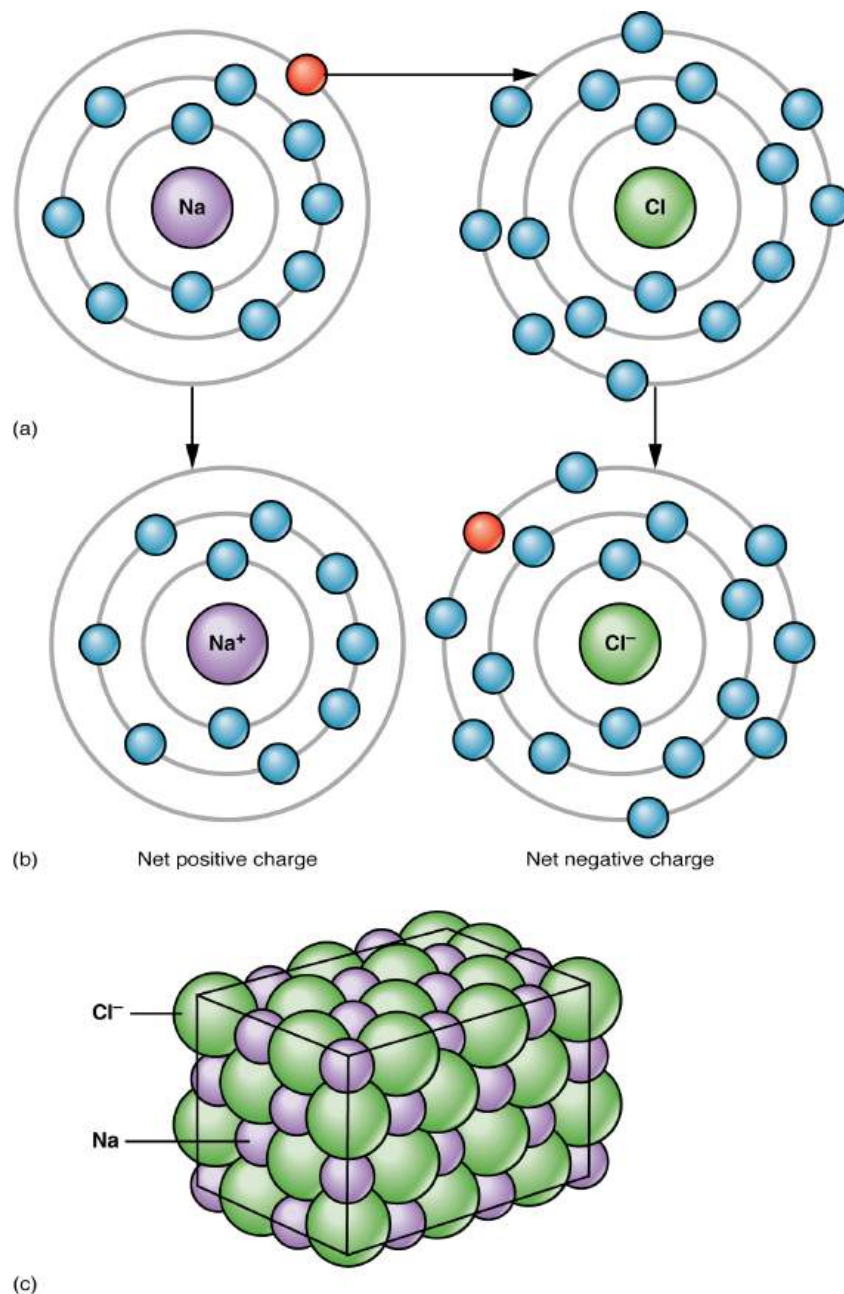 Na
Cl
(a)
Na⁺
Cl⁻
(b)
Net positive charge
Net negative charge
Cl⁻
Na
(c)